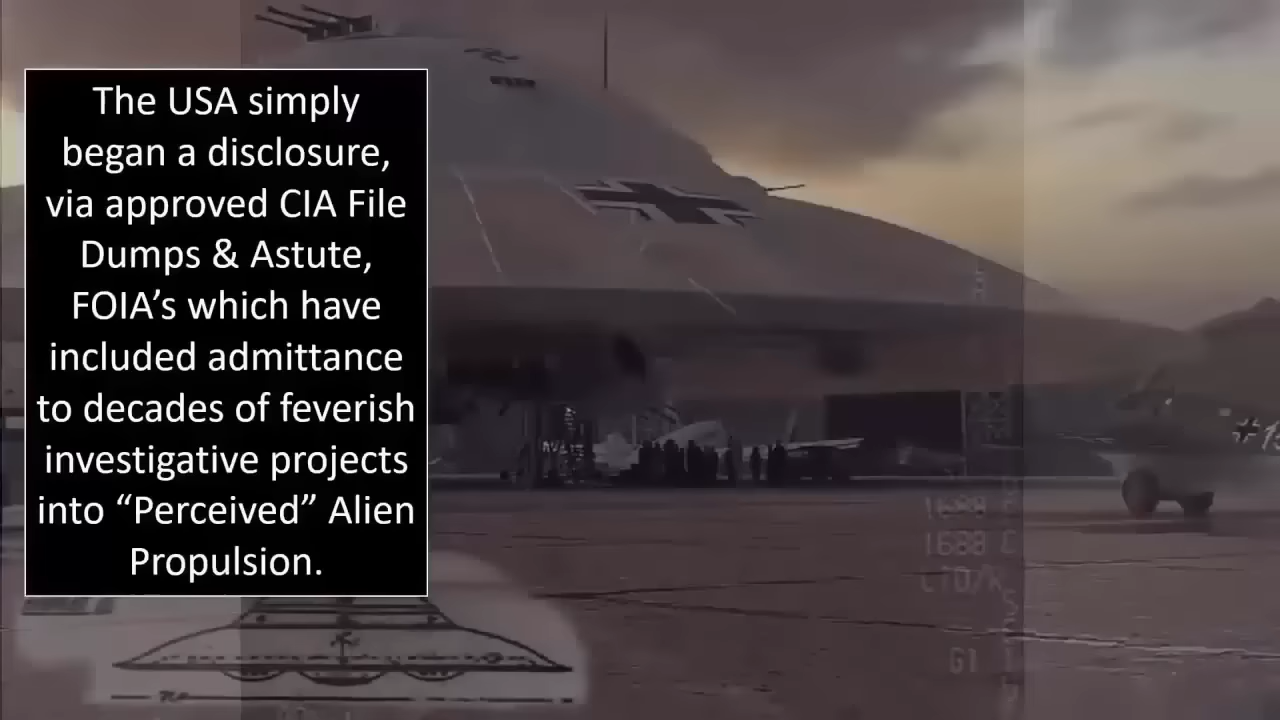 The USA simply
began a disclosure,
via approved CIA File
Dumps & Astute,
FOIA’s which have
included admittance
to decades of feverish
investigative projects
into “Perceived” Alien
Propulsion.
1688
1688 C
G1